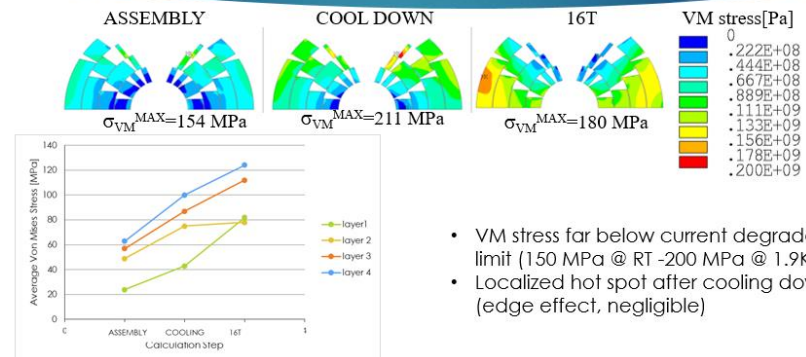 ASSEMBLY
COOL DOWN
16T
VM stress[Pa]
0
.222E+08
.444E+08
.667E+08
.889E+08
.111E+09
.133E+09
.156E+09
.178E+09
.200E+09
σVMMAX=154 MPa
σVMMAX=211 MPa
σVMMAX=180 MPa
140
120
100
80
60
40
20
0
Average Von Mises Stress [MPa]
ASSEMBLY
COOLING
16T
1
Calculation Step
layer1
layer 2
layer 3
layer 4
• VM stress far below current degrada
limit (150 MPa @ RT -200 MPa @ 1.9K
• Localized hot spot after cooling dow
(edge effect, negligible)